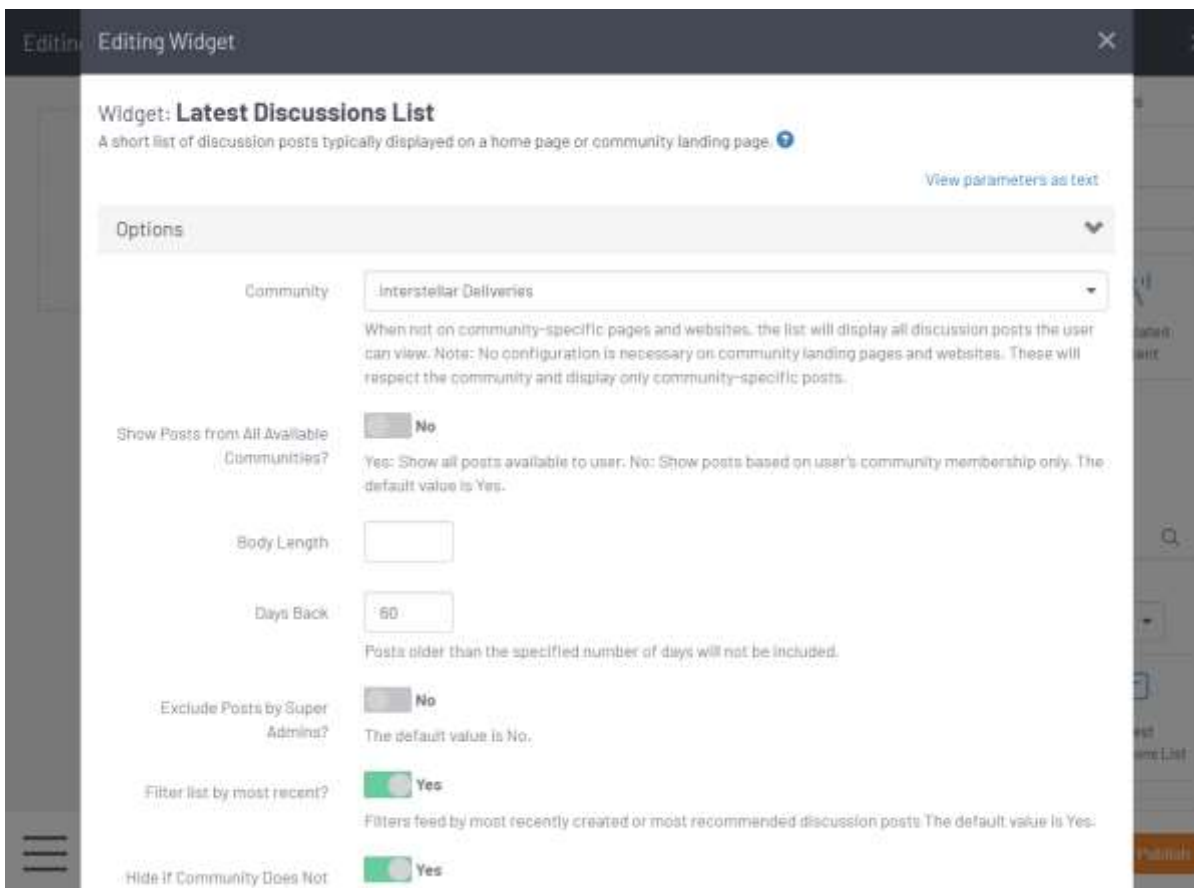 Editin
Editing Widget
Widget: Latest Discussions List
A short list of discussion posts typically displayed on a home page or community landing page.
View parameters as text
Options
Community
Interstellar Deliveries
When not on community-specific pages and websites, the list will display all discussion posts the user
can view. Note: No configuration is necessary on community landing pages and websites. These will
respect the community and display only community-specific posts.
Show Posts from All Available
Communities?
No
Yes: Show all posts available to user. No: Show posts based on user's community membership only. The
default value is Yes.
Body Length
Days Back
60
Posts older than the specified number of days will not be included.
Exclude Posts by Super
Admins?
No
The default value is No.
Filter list by most recent?
Yes
Filters feed by most recently created or most recommended discussion posts The default value is Yes.
Hide if Community Does Not
Yes
Publish